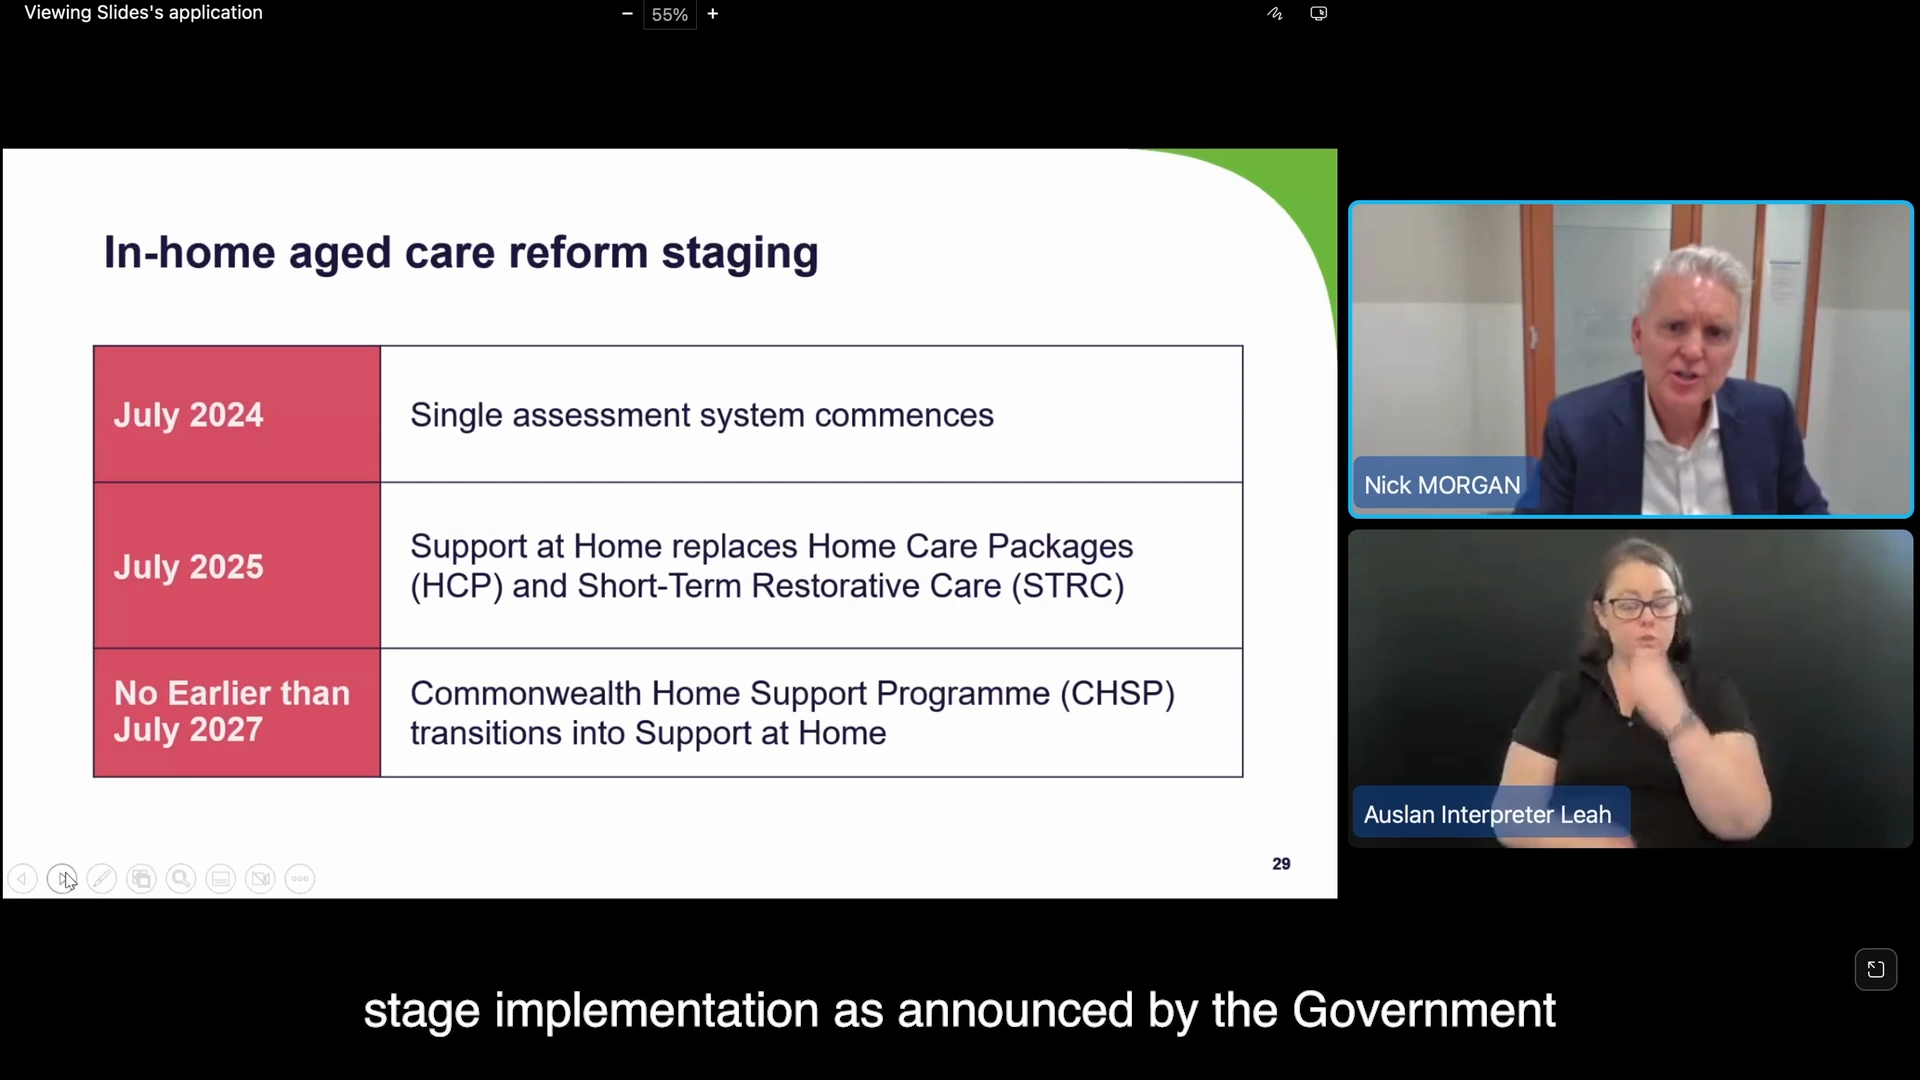 Viewing Slides's application
− 55% +
In-home aged care reform staging
July 2024
Single assessment system commences
July 2025
Support at Home replaces Home Care Packages
(HCP) and Short-Term Restorative Care (STRC)
No Earlier than
July 2027
Commonwealth Home Support Programme (CHSP)
transitions into Support at Home
29
Nick MORGAN
Auslan Interpreter Leah
stage implementation as announced by the Government